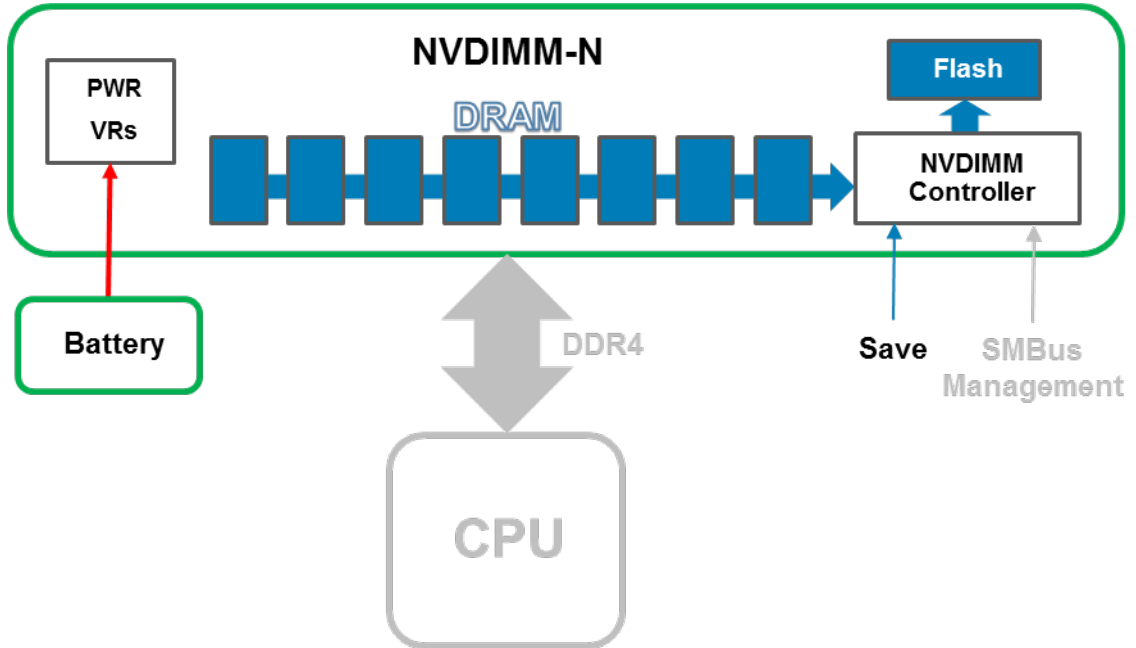 NVDIMM-N
PWR
VRs
DRAM
Flash
NVDIMM
Controller
Battery
DDR4
Save
SMBus
Management
CPU